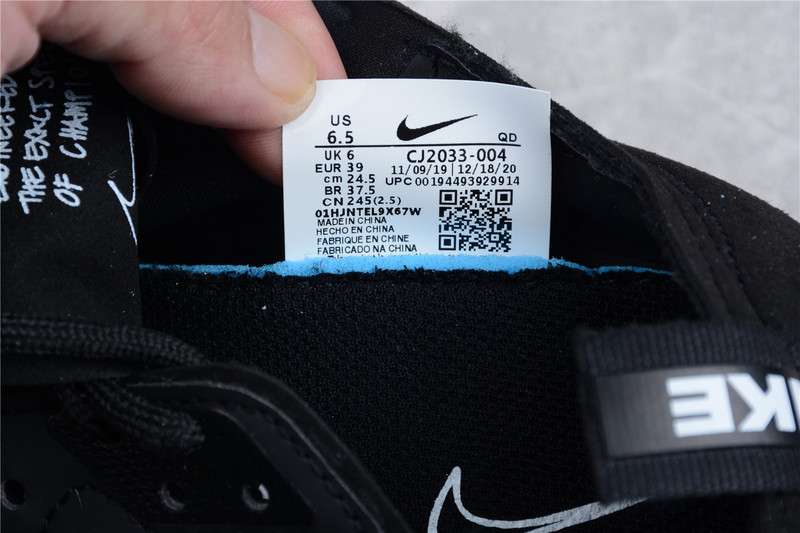 US
6.5 QD
UK 6 CJ2033-004
EUR 39 11/09/19 12/18/20
cm 24.5 UPC 00194493929914
BR 37.5
CN 245(2.5)
01HJNTEL9X67W
MADE IN CHINA
HECHO EN CHINA
FABRIQUE EN CHINE
FABRICADO NA CHINA
THE EXACT
OF CHAMP